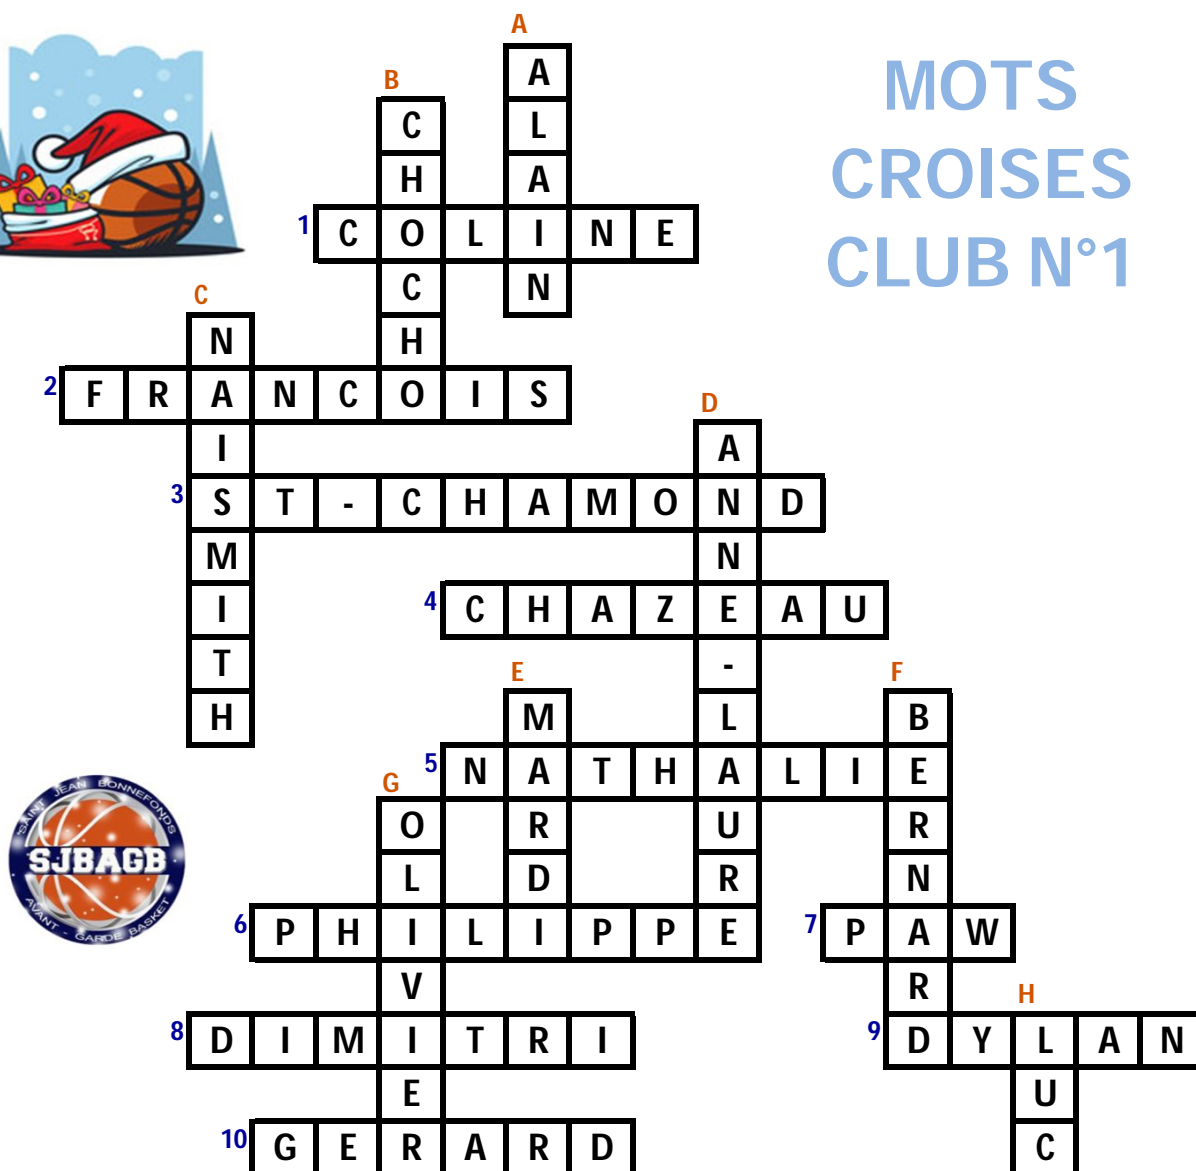 MOTS
CROISES
CLUB N°1
A
ALAIN
B
CHOCHO
1 COLINE
C
NAISMITH
2 FRANCOIS
D
ANNE-LAURE
3 ST-CHAMOND
4 CHAZEAU
E
MARDI
F
BERNARD
5 NATHALIE
G
OLIVIER
6 PHILIPPE
7 PAW
H
LUC
8 DIMITRI
9 DYLAN
10 GERARD
SAINT JEAN BONNEFONDS
SJBAGB
AVANT - GARDE BASKET